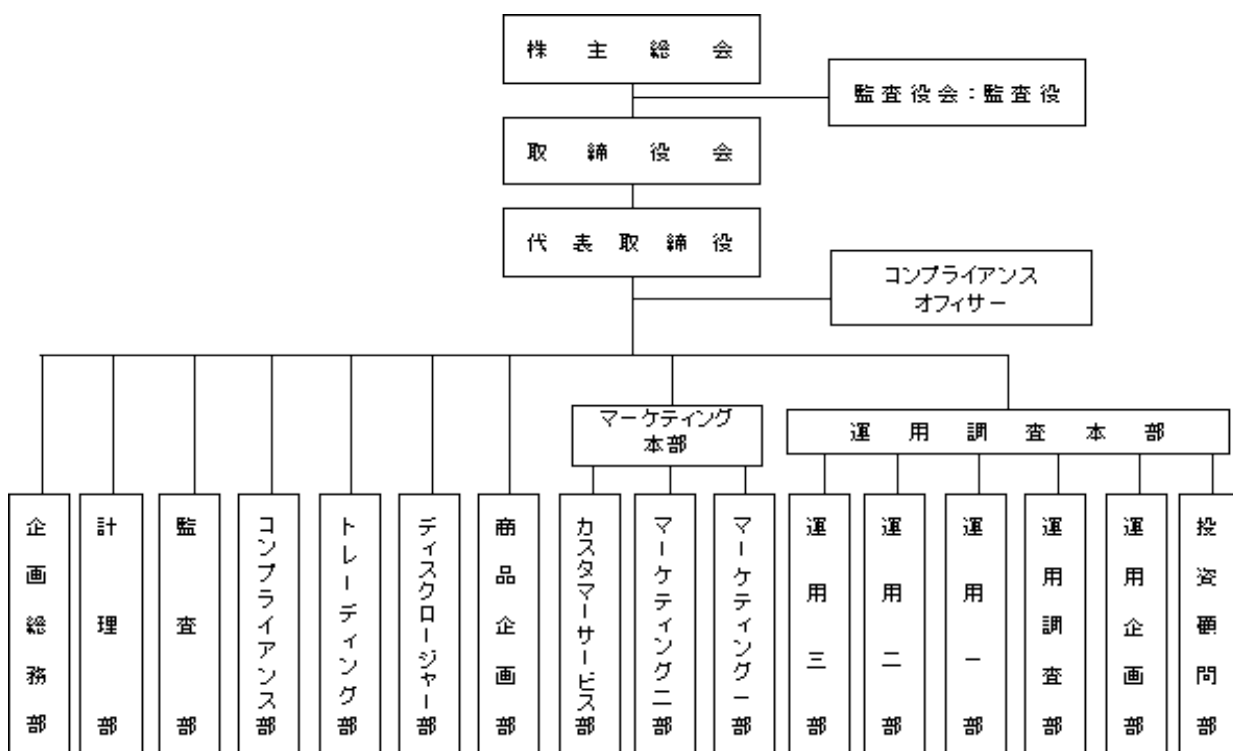 株主総会
監査役会：監査役
取締役会
代表取締役
コンプライアンス
オフィサー
マーケティング
本部
運用調査本部
企画総務部
計理部
監査部
コンプライアンス部
トレーディング部
ディスクロージャー部
商品企画部
カスタマーサービス部
マーケティング二部
マーケティング一部
運用三部
運用二部
運用一部
運用調査部
運用企画部
投資顧問部